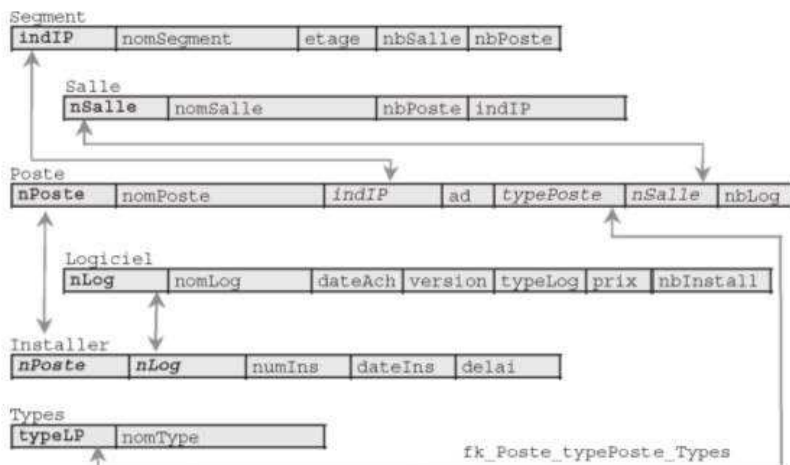 Segment
indIP nomSegment etage nbSalle nbPoste
Salle
nSalle nomSalle nbPoste indIP
Poste
nPoste nomPoste indIP ad typePoste nSalle nbLog
Logiciel
nLog nomLog dateAch version typeLog prix nbInstall
Installer
nPoste nLog numIns dateIns delai
Types
typeLP nomType
fk_Poste_typePoste_Types